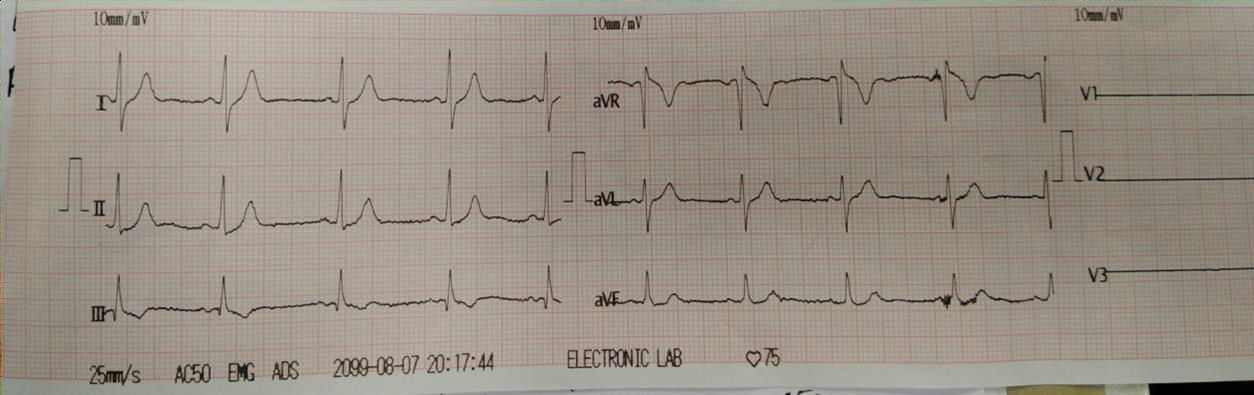 10mm/mV 10mm/mV 10mm/mV
I aVR V1
II aVL V2
III aVF V3
25mm/s AC50 EMG ADS 2099-08-07 20:17:44 ELECTRONIC LAB ♡75